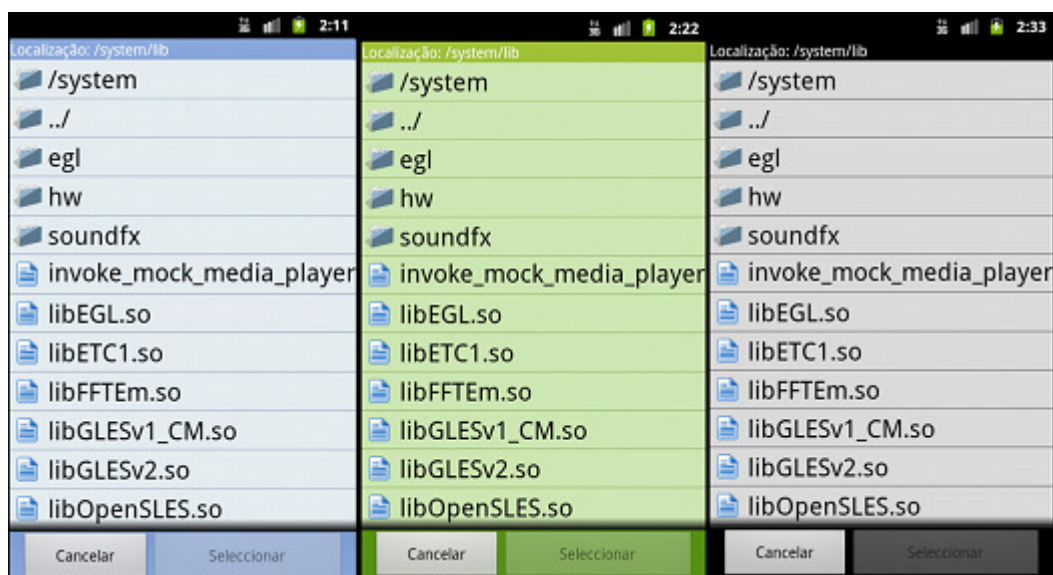 2:11
Localização: /system/lib
/system
../
egl
hw
soundfx
invoke_mock_media_player
libEGL.so
libETC1.so
libFFTEm.so
libGLESv1_CM.so
libGLESv2.so
libOpenSLES.so
Cancelar
Seleccionar
2:22
Localização: /system/lib
/system
../
egl
hw
soundfx
invoke_mock_media_player
libEGL.so
libETC1.so
libFFTEm.so
libGLESv1_CM.so
libGLESv2.so
libOpenSLES.so
Cancelar
Seleccionar
2:33
Localização: /system/lib
/system
../
egl
hw
soundfx
invoke_mock_media_player
libEGL.so
libETC1.so
libFFTEm.so
libGLESv1_CM.so
libGLESv2.so
libOpenSLES.so
Cancelar
Seleccionar